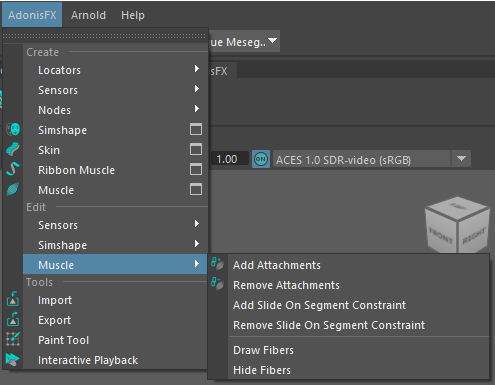 AdonisFX Arnold Help
ue Meseg..
Create
Locators
sFX
Sensors
Nodes
Simshape
Skin
1.00 ON ACES 1.0 SDR-video (sRGB)
Ribbon Muscle
Muscle
Edit
Sensors
FRONT RIGHT
Simshape
Muscle
Add Attachments
Tools
Remove Attachments
Import
Add Slide On Segment Constraint
Export
Remove Slide On Segment Constraint
Paint Tool
Draw Fibers
Interactive Playback
Hide Fibers